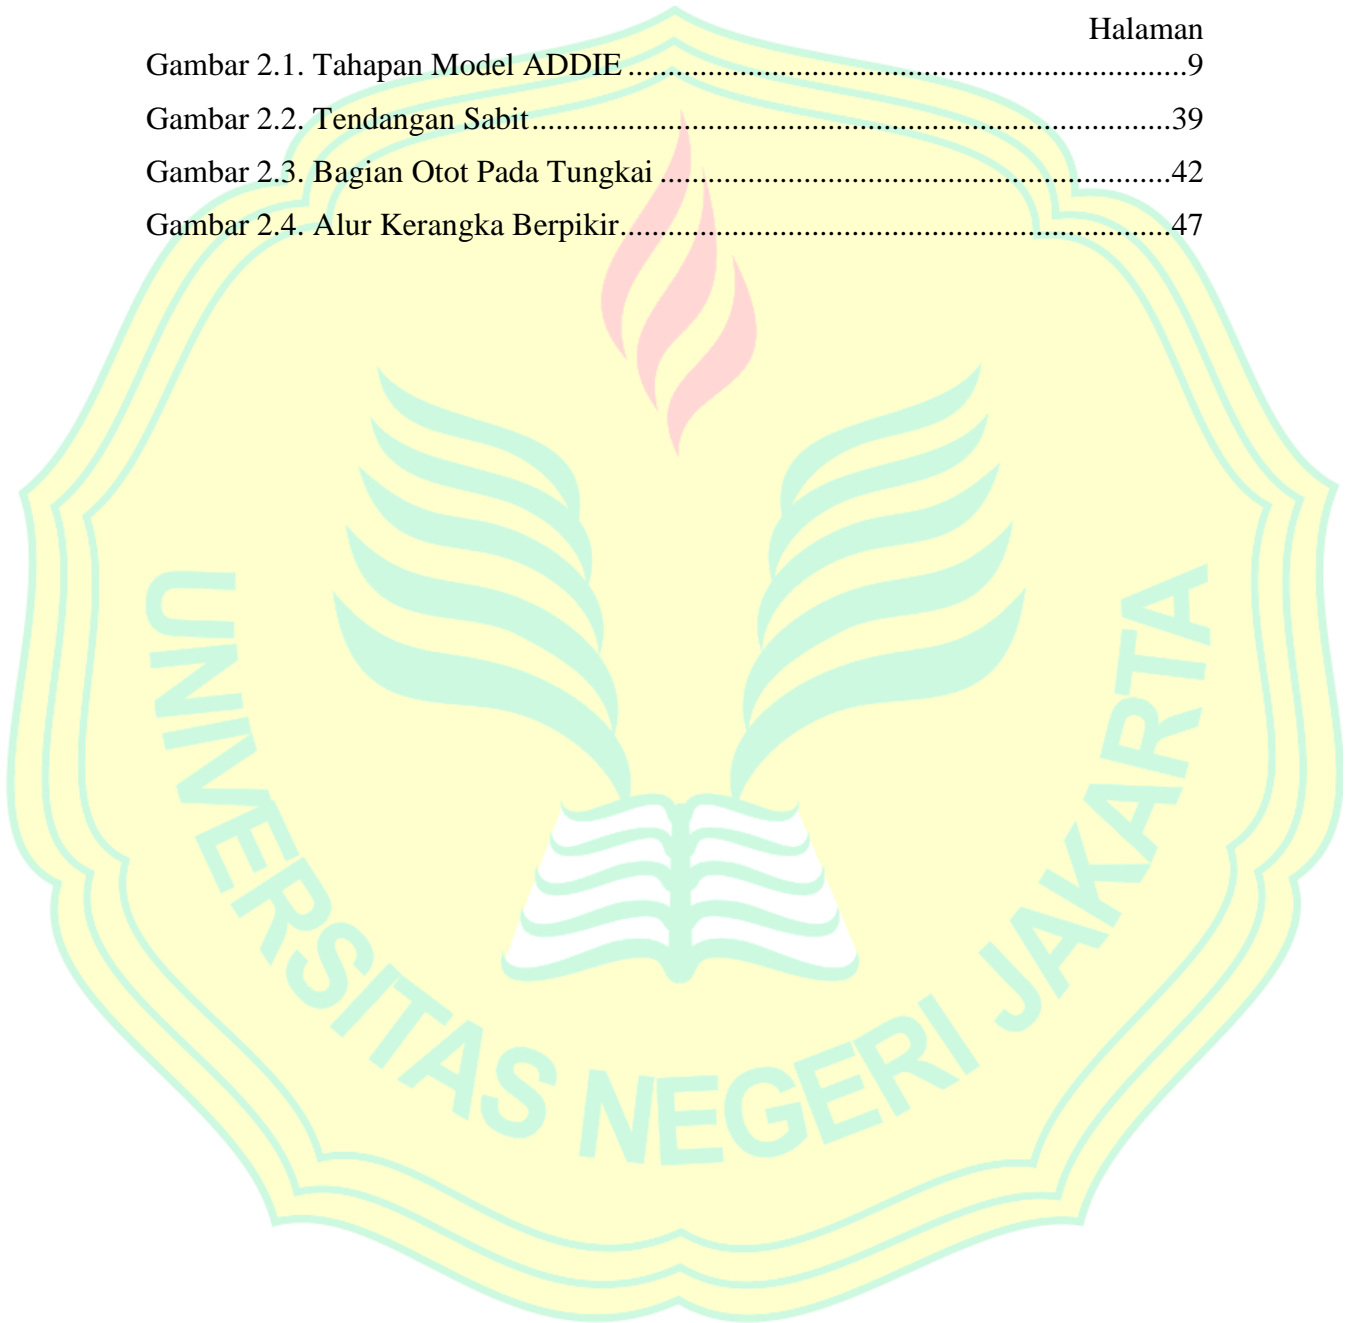 Halaman
Gambar 2.1. Tahapan Model ADDIE......................................................................9
Gambar 2.2. Tendangan Sabit................................................................................39
Gambar 2.3. Bagian Otot Pada Tungkai ................................................................42
Gambar 2.4. Alur Kerangka Berpikir.....................................................................47
UNIVERSITAS NEGERI JAKARTA